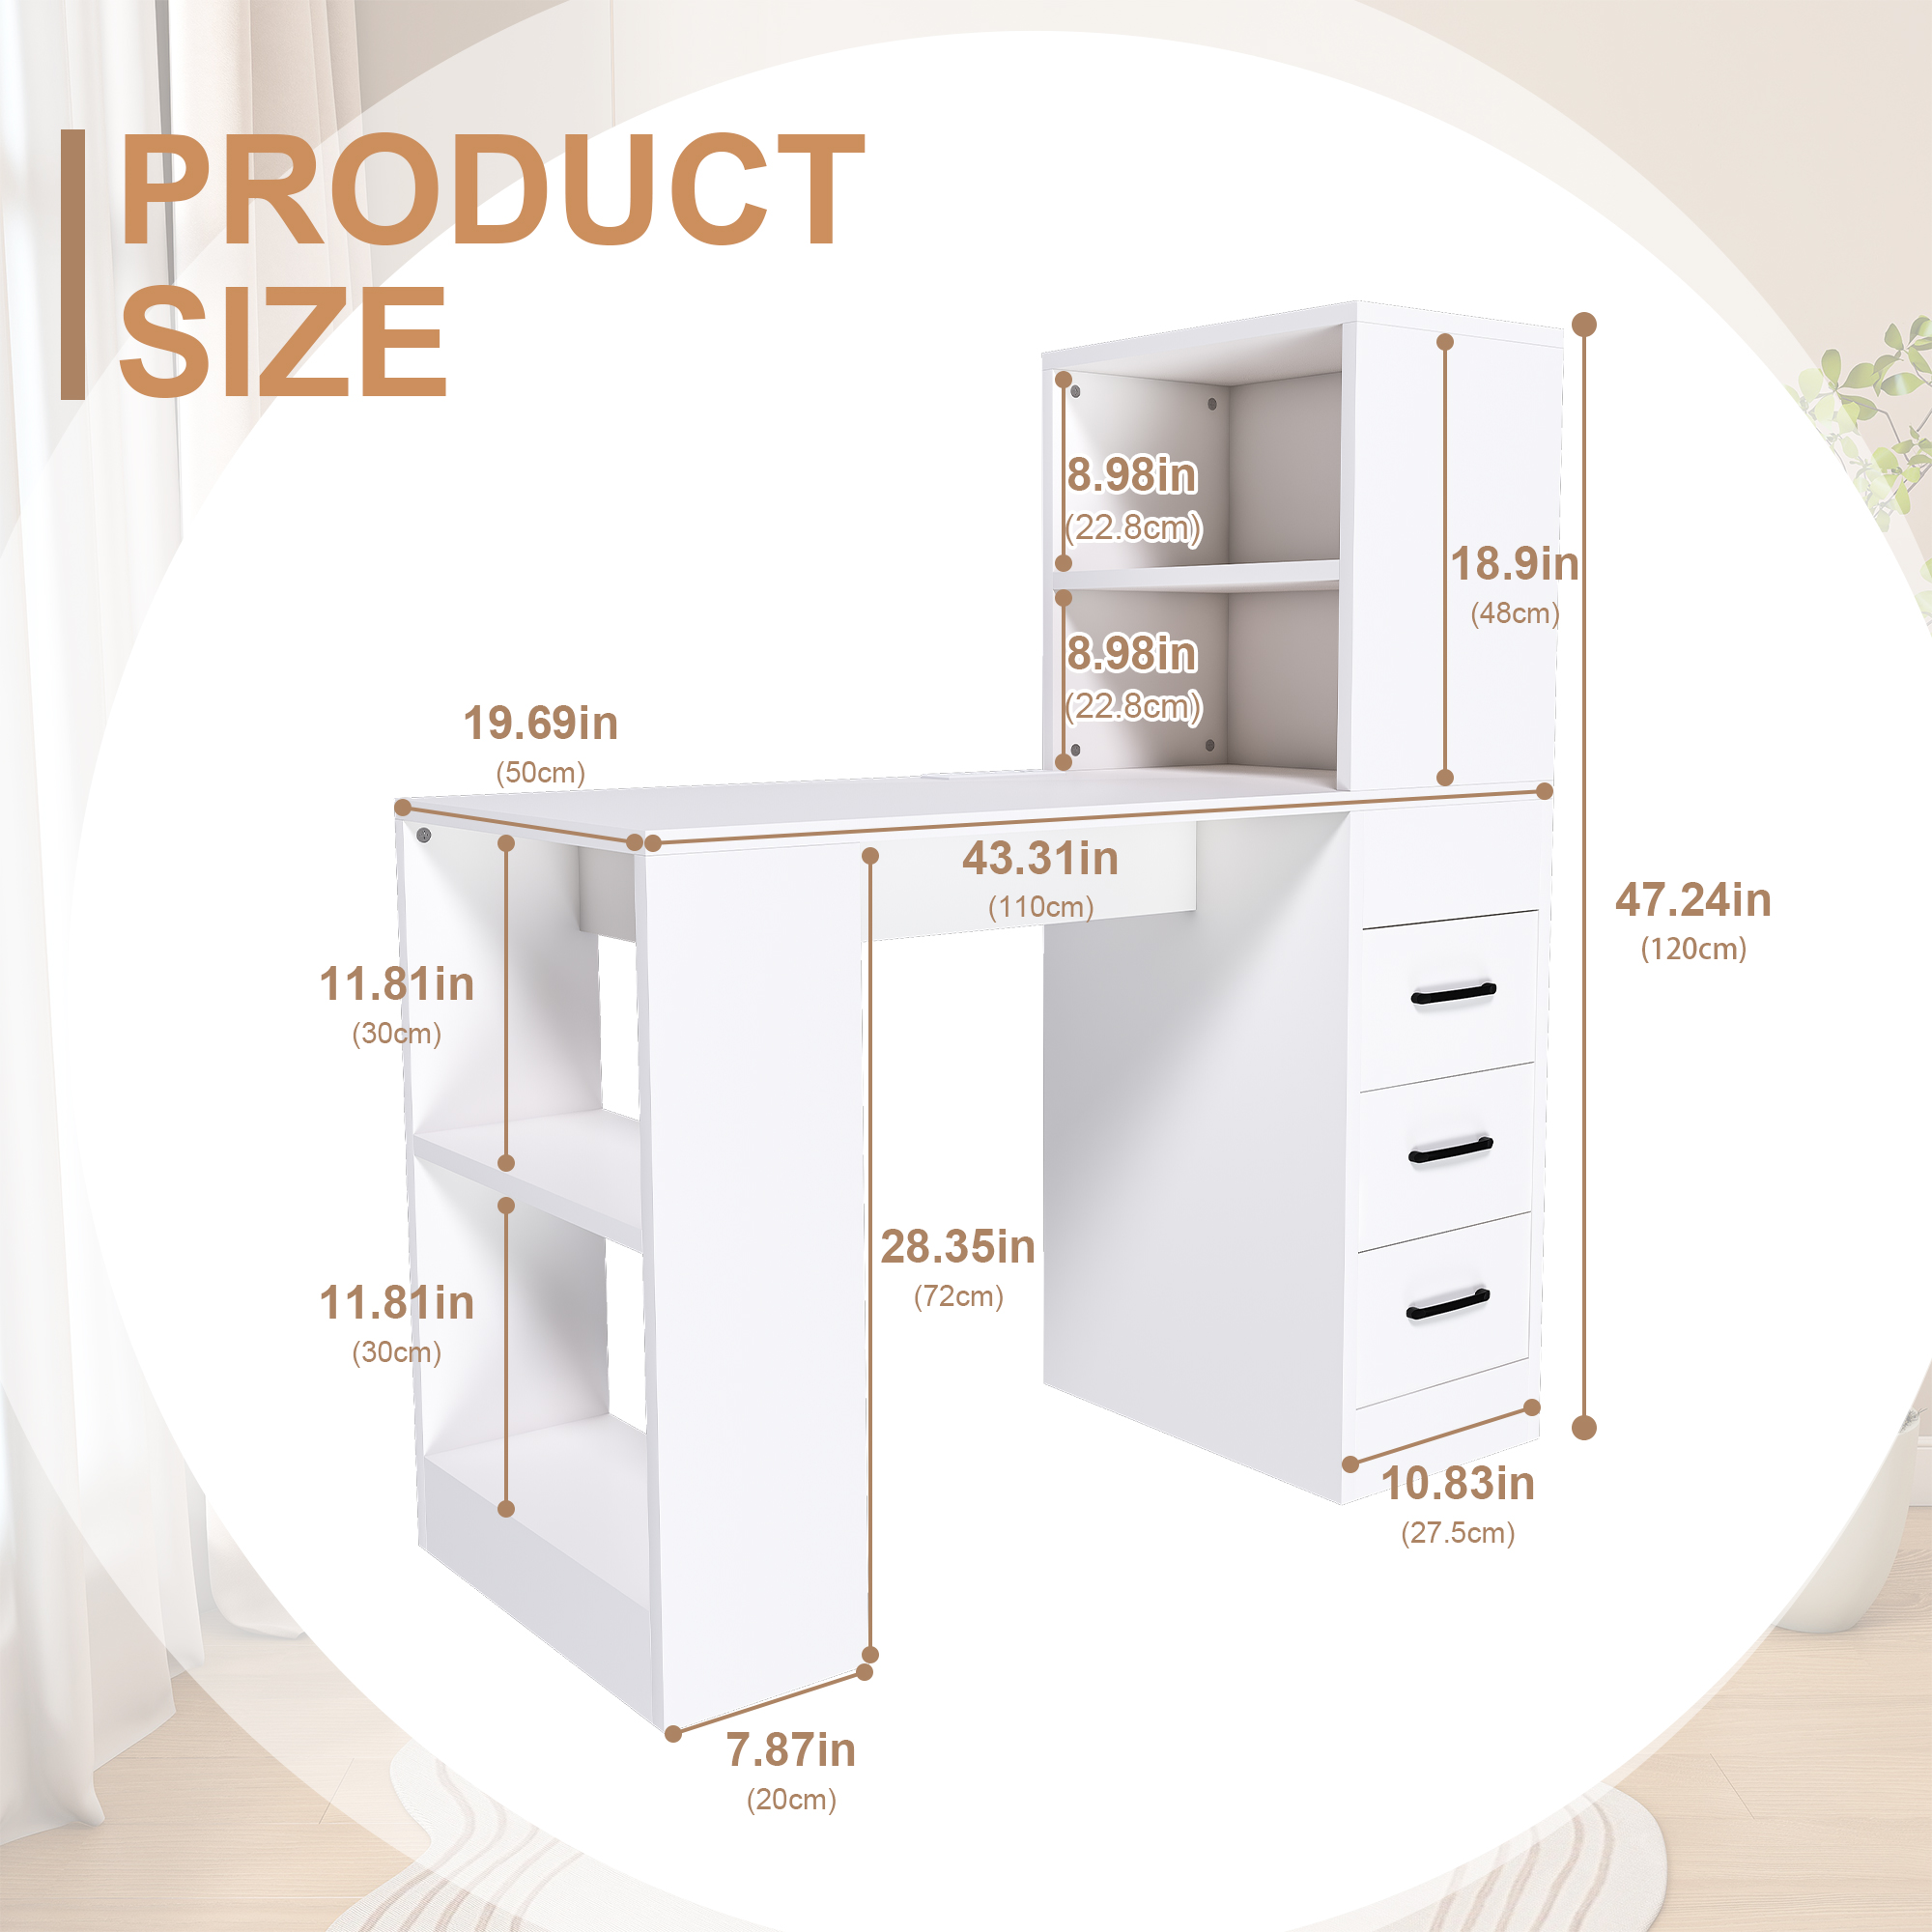 PRODUCT
SIZE
8.98in
(22.8cm)
18.9in
(48cm)
8.98in
(22.8cm)
19.69in
(50cm)
43.31in
(110cm)
47.24in
(120cm)
11.81in
(30cm)
28.35in
(72cm)
11.81in
(30cm)
10.83in
(27.5cm)
7.87in
(20cm)